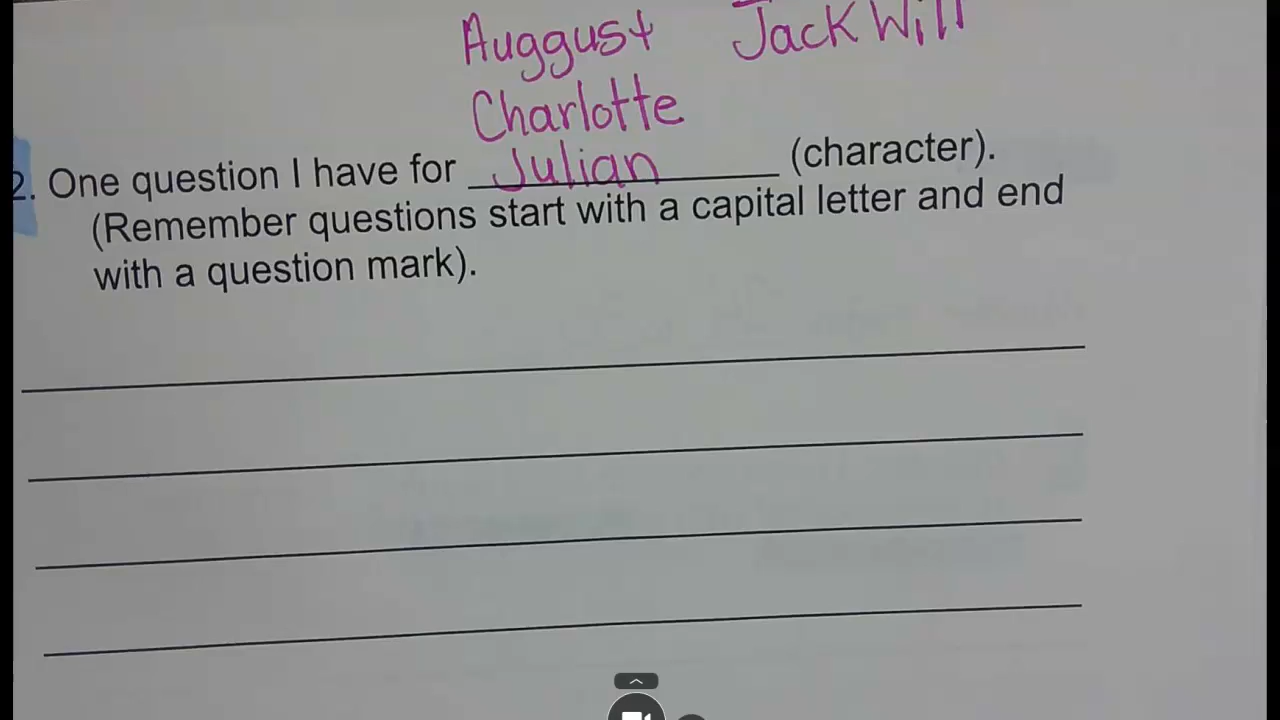 Auggust Jack Will
Charlotte
2. One question I have for Julian (character).
(Remember questions start with a capital letter and end
with a question mark).